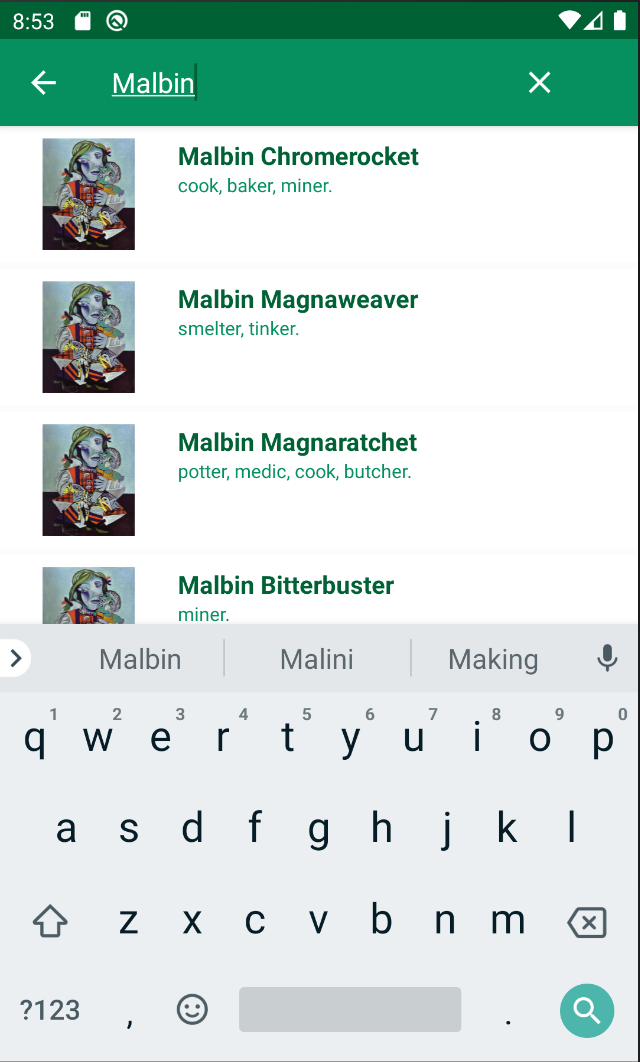 8:53
Malbin
Malbin Chromerocket
cook, baker, miner.
Malbin Magnaweaver
smelter, tinker.
Malbin Magnaratchet
potter, medic, cook, butcher.
Malbin Bitterbuster
miner.
Malbin Malini Making
1 2 3 4 5 6 7 8 9 0
q w e r t y u i o p
a s d f g h j k l
z x c v b n m
?123 , .